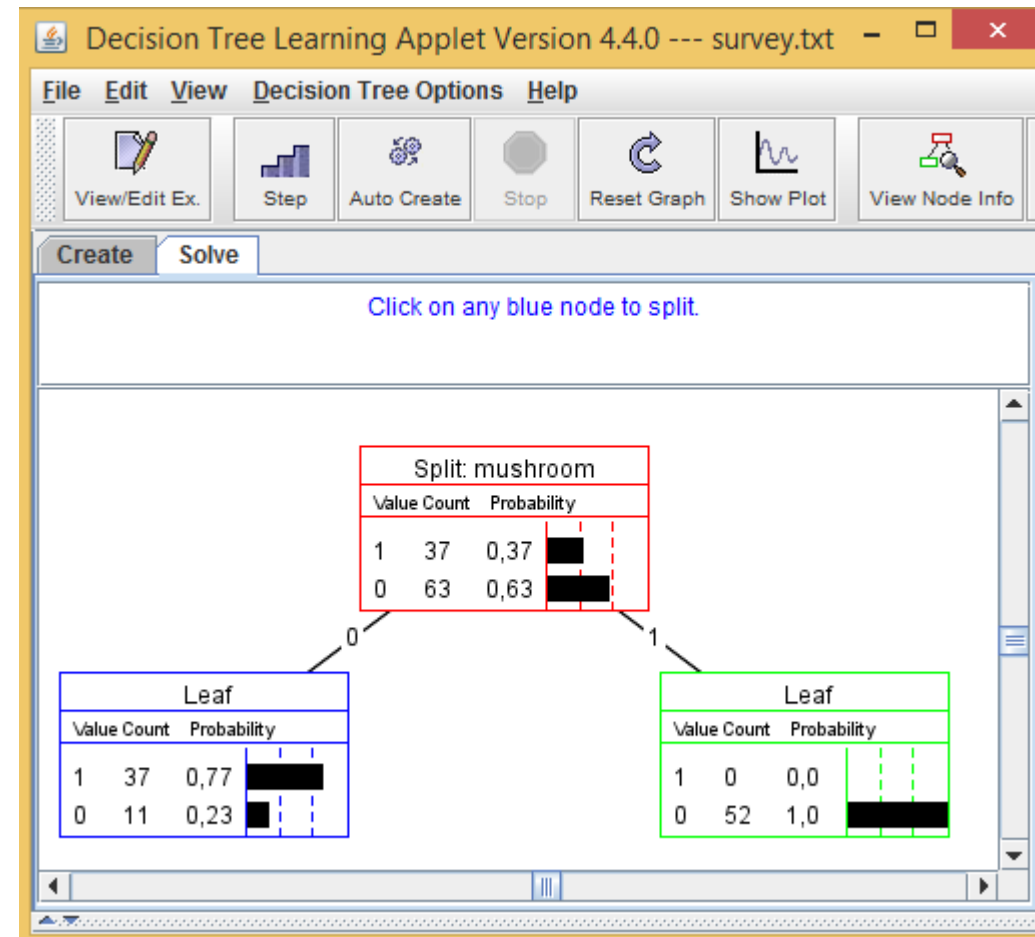 Decision Tree Learning Applet Version 4.4.0 --- survey.txt
File Edit View Decision Tree Options Help
View/Edit Ex. Step Auto Create Stop Reset Graph Show Plot View Node Info
Create Solve
Click on any blue node to split.
Split: mushroom
Value Count Probability
1 37 0,37
0 63 0,63
0 1
Leaf
Value Count Probability
1 37 0,77
0 11 0,23
Leaf
Value Count Probability
1 0 0,0
0 52 1,0